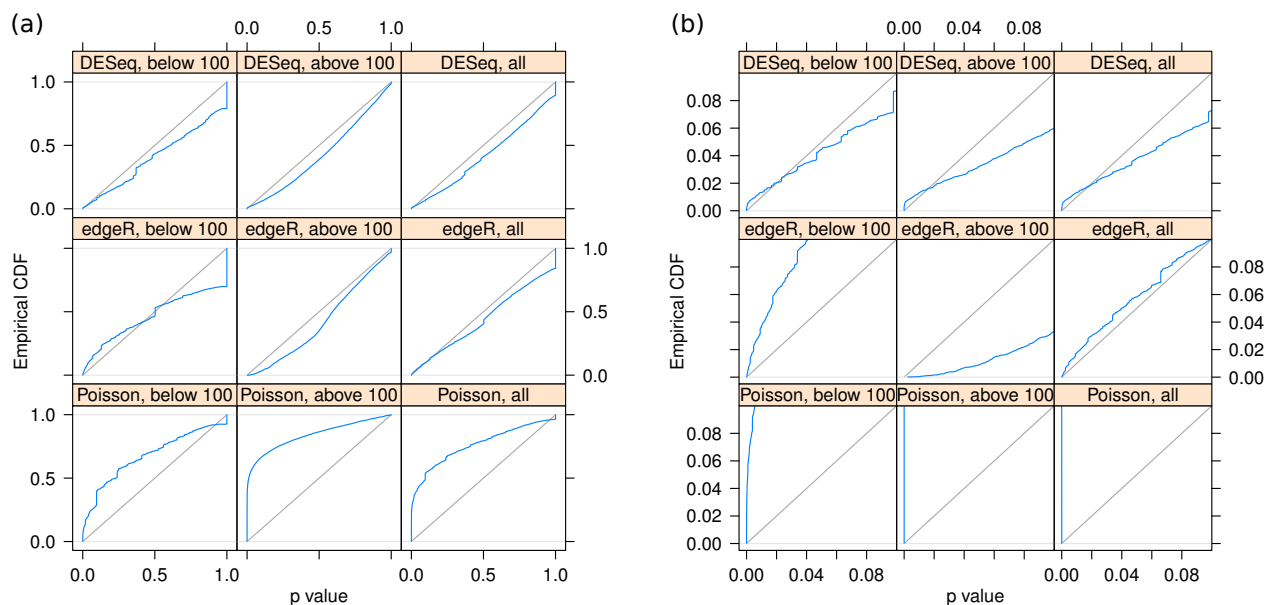 (a)
0.0 0.5 1.0
DESeq, below 100 DESeq, above 100 DESeq, all
1.0
0.5
0.0
edgeR, below 100 edgeR, above 100 edgeR, all
1.0
0.5
0.0
Poisson, below 100 Poisson, above 100 Poisson, all
1.0
0.5
0.0
0.0 0.5 1.0 0.0 0.5 1.0
p value
Empirical CDF
(b)
0.00 0.04 0.08
DESeq, below 100 DESeq, above 100 DESeq, all
0.08
0.06
0.04
0.02
0.00
edgeR, below 100 edgeR, above 100 edgeR, all
0.08
0.06
0.04
0.02
0.00
Poisson, below 100 Poisson, above 100 Poisson, all
0.08
0.06
0.04
0.02
0.00
0.00 0.04 0.08 0.00 0.04 0.08
p value
Empirical CDF